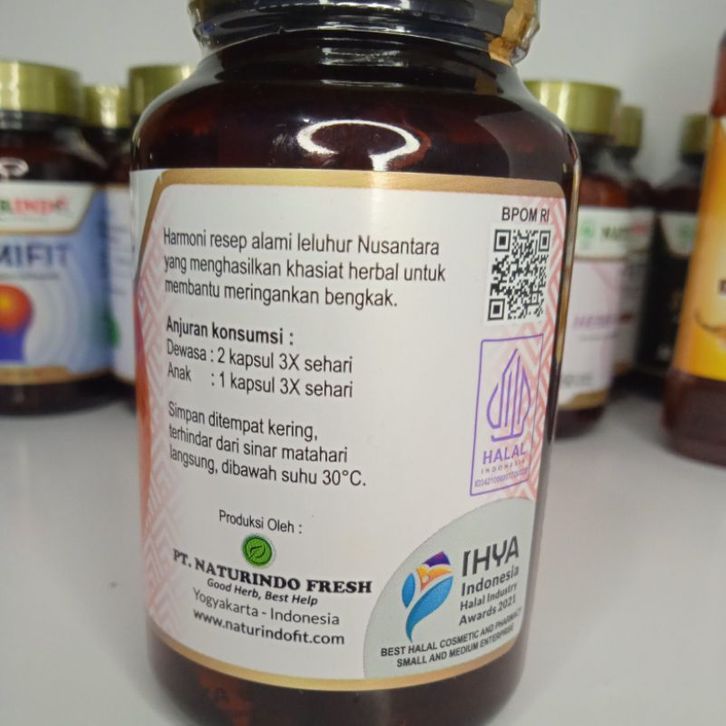 Harmoni resep alami leluhur Nusantara
yang menghasilkan khasiat herbal untuk
membantu meringankan bengkak.
Anjuran konsumsi :
Dewasa : 2 kapsul 3X sehari
Anak : 1 kapsul 3X sehari
Simpan ditempat kering,
terhindar dari sinar matahari
langsung, dibawah suhu 30°C.
Produksi Oleh :
PT. NATURINDO FRESH
Good Herb, Best Help
Yogyakarta - Indonesia
www.naturindofit.com
BPOM RI
HALAL
INDONESIA
IHYA
Indonesia
Halal Industry
Awards 2021
BEST HALAL COSMETIC AND PHARMACY
SMALL AND MEDIUM ENTERPRISE
MIFIT